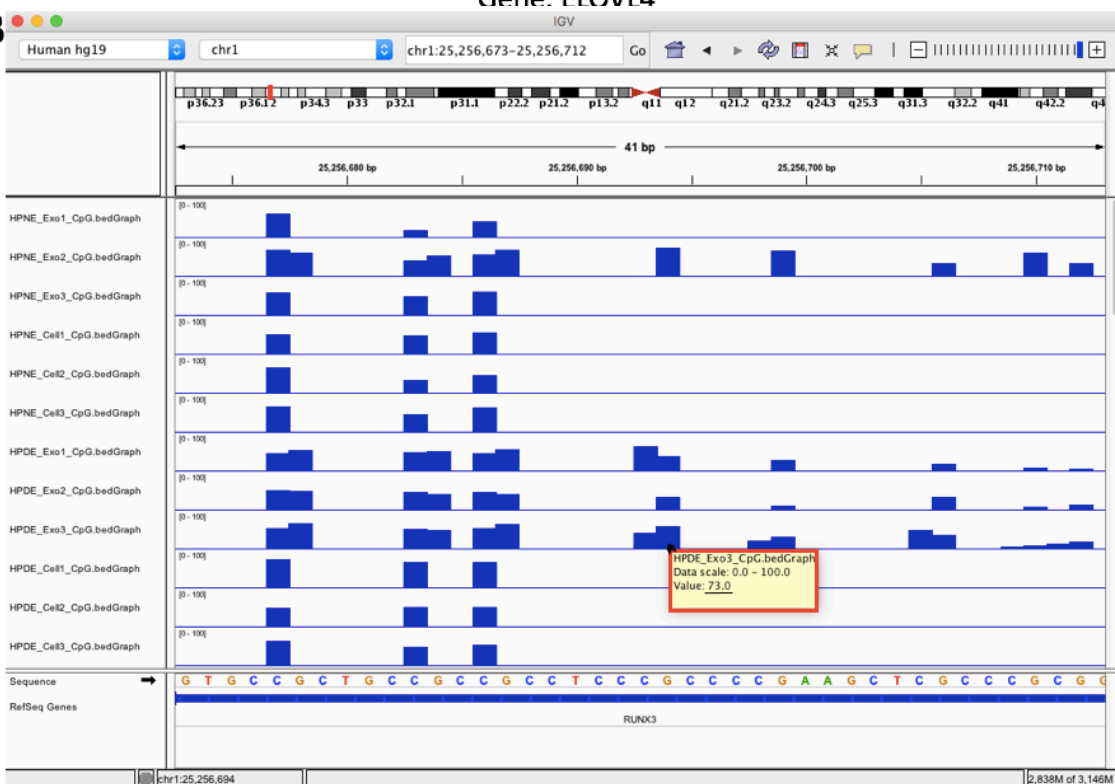 Gene: ELOVL4
IGV
Human hg19 chr1 chr1:25,256,673-25,256,712 Go
p36.23 p36.12 p34.3 p33 p32.1 p31.1 p22.2 p21.2 p13.2 q11 q12 q21.2 q23.2 q24.3 q25.3 q31.3 q32.2 q41 q42.2 q4
41 bp
25,256,680 bp 25,256,690 bp 25,256,700 bp 25,256,710 bp
HPNE_Exo1_CpG.bedGraph [0 - 100]
HPNE_Exo2_CpG.bedGraph [0 - 100]
HPNE_Exo3_CpG.bedGraph [0 - 100]
HPNE_Cell1_CpG.bedGraph [0 - 100]
HPNE_Cell2_CpG.bedGraph [0 - 100]
HPNE_Cell3_CpG.bedGraph [0 - 100]
HPDE_Exo1_CpG.bedGraph [0 - 100]
HPDE_Exo2_CpG.bedGraph [0 - 100]
HPDE_Exo3_CpG.bedGraph [0 - 100]
HPDE_Exo3_CpG.bedGraph
Data scale: 0.0 - 100.0
Value: 73.0
HPDE_Cell1_CpG.bedGraph [0 - 100]
HPDE_Cell2_CpG.bedGraph [0 - 100]
HPDE_Cell3_CpG.bedGraph [0 - 100]
Sequence G T G C C G C T G C C G C C G C C T C C C G C C C C G A A G C T C G C C C G C G G
RefSeq Genes
RUNX3
chr1:25,256,694 2,838M of 3,146M